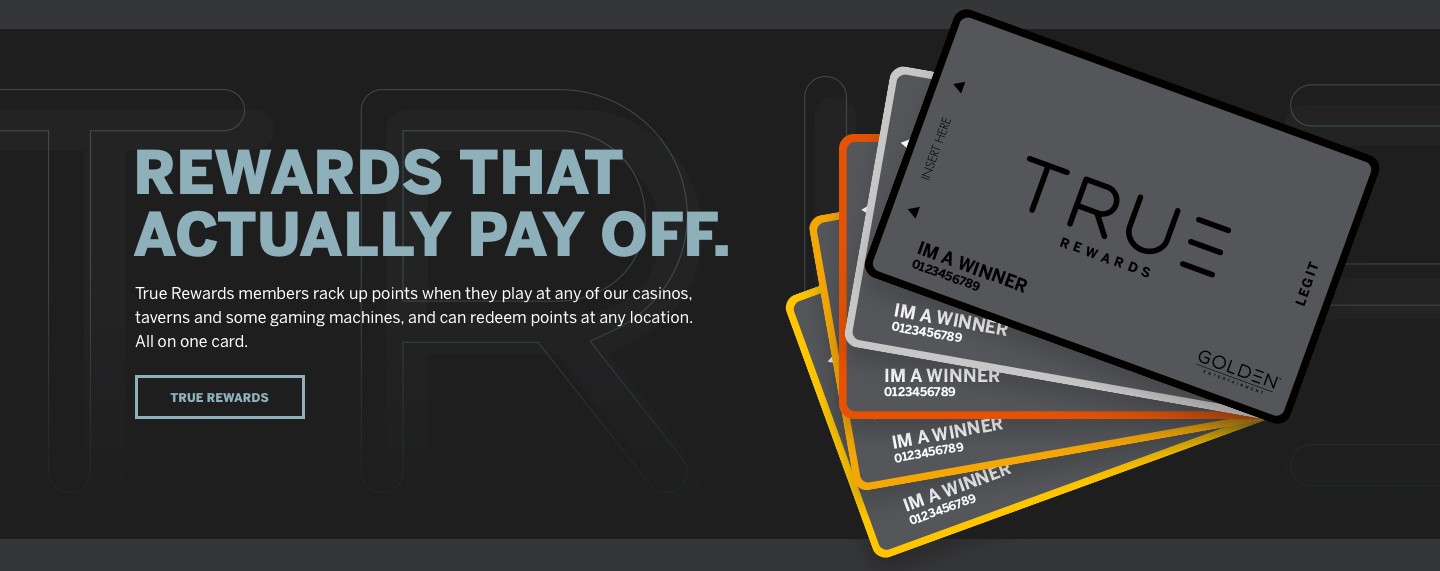 REWARDS THAT
ACTUALLY PAY OFF.
True Rewards members rack up points when they play at any of our casinos,
taverns and some gaming machines, and can redeem points at any location.
All on one card.
TRUE REWARDS
INSERT HERE
TRUE
REWARDS
IM A WINNER
0123456789
LEGIT
GOLDEN
ENTERTAINMENT
IM A WINNER
0123456789
IM A WINNER
0123456789
IM A WINNER
0123456789
IM A WINNER
0123456789
TRUE